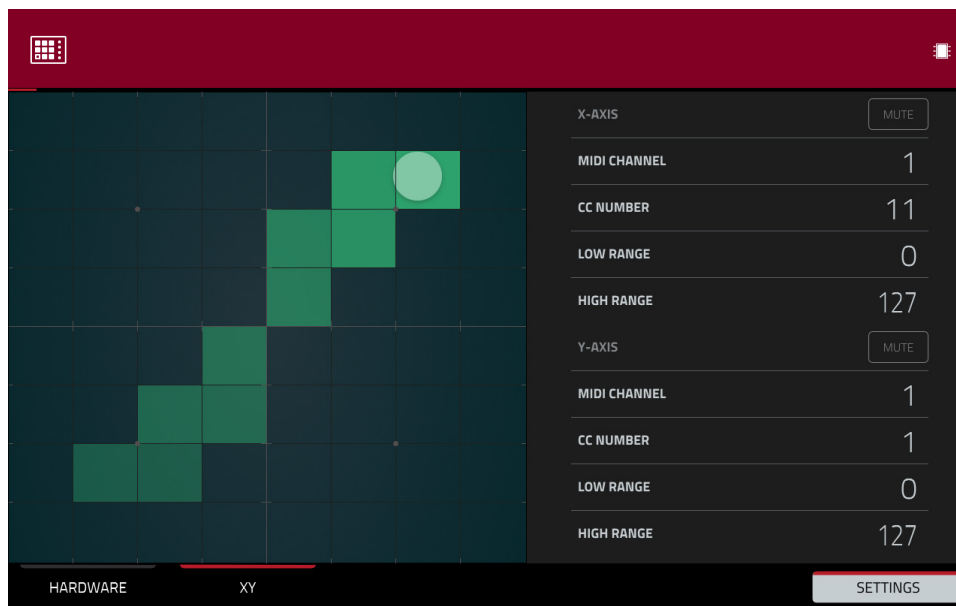 X-AXIS MUTE
MIDI CHANNEL 1
CC NUMBER 11
LOW RANGE 0
HIGH RANGE 127
Y-AXIS MUTE
MIDI CHANNEL 1
CC NUMBER 1
LOW RANGE 0
HIGH RANGE 127
HARDWARE XY SETTINGS